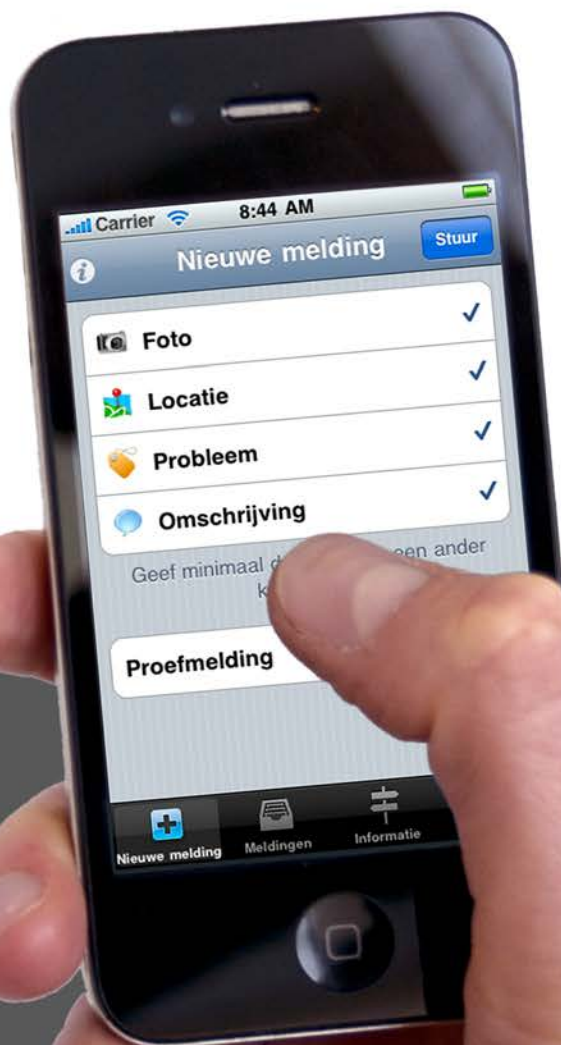 Carrier 8:44 AM
Nieuwe melding Stuur
Foto
Locatie
Probleem
Omschrijving
Geef minimaal een ander
Proefmelding
Nieuwe melding Meldingen Informatie